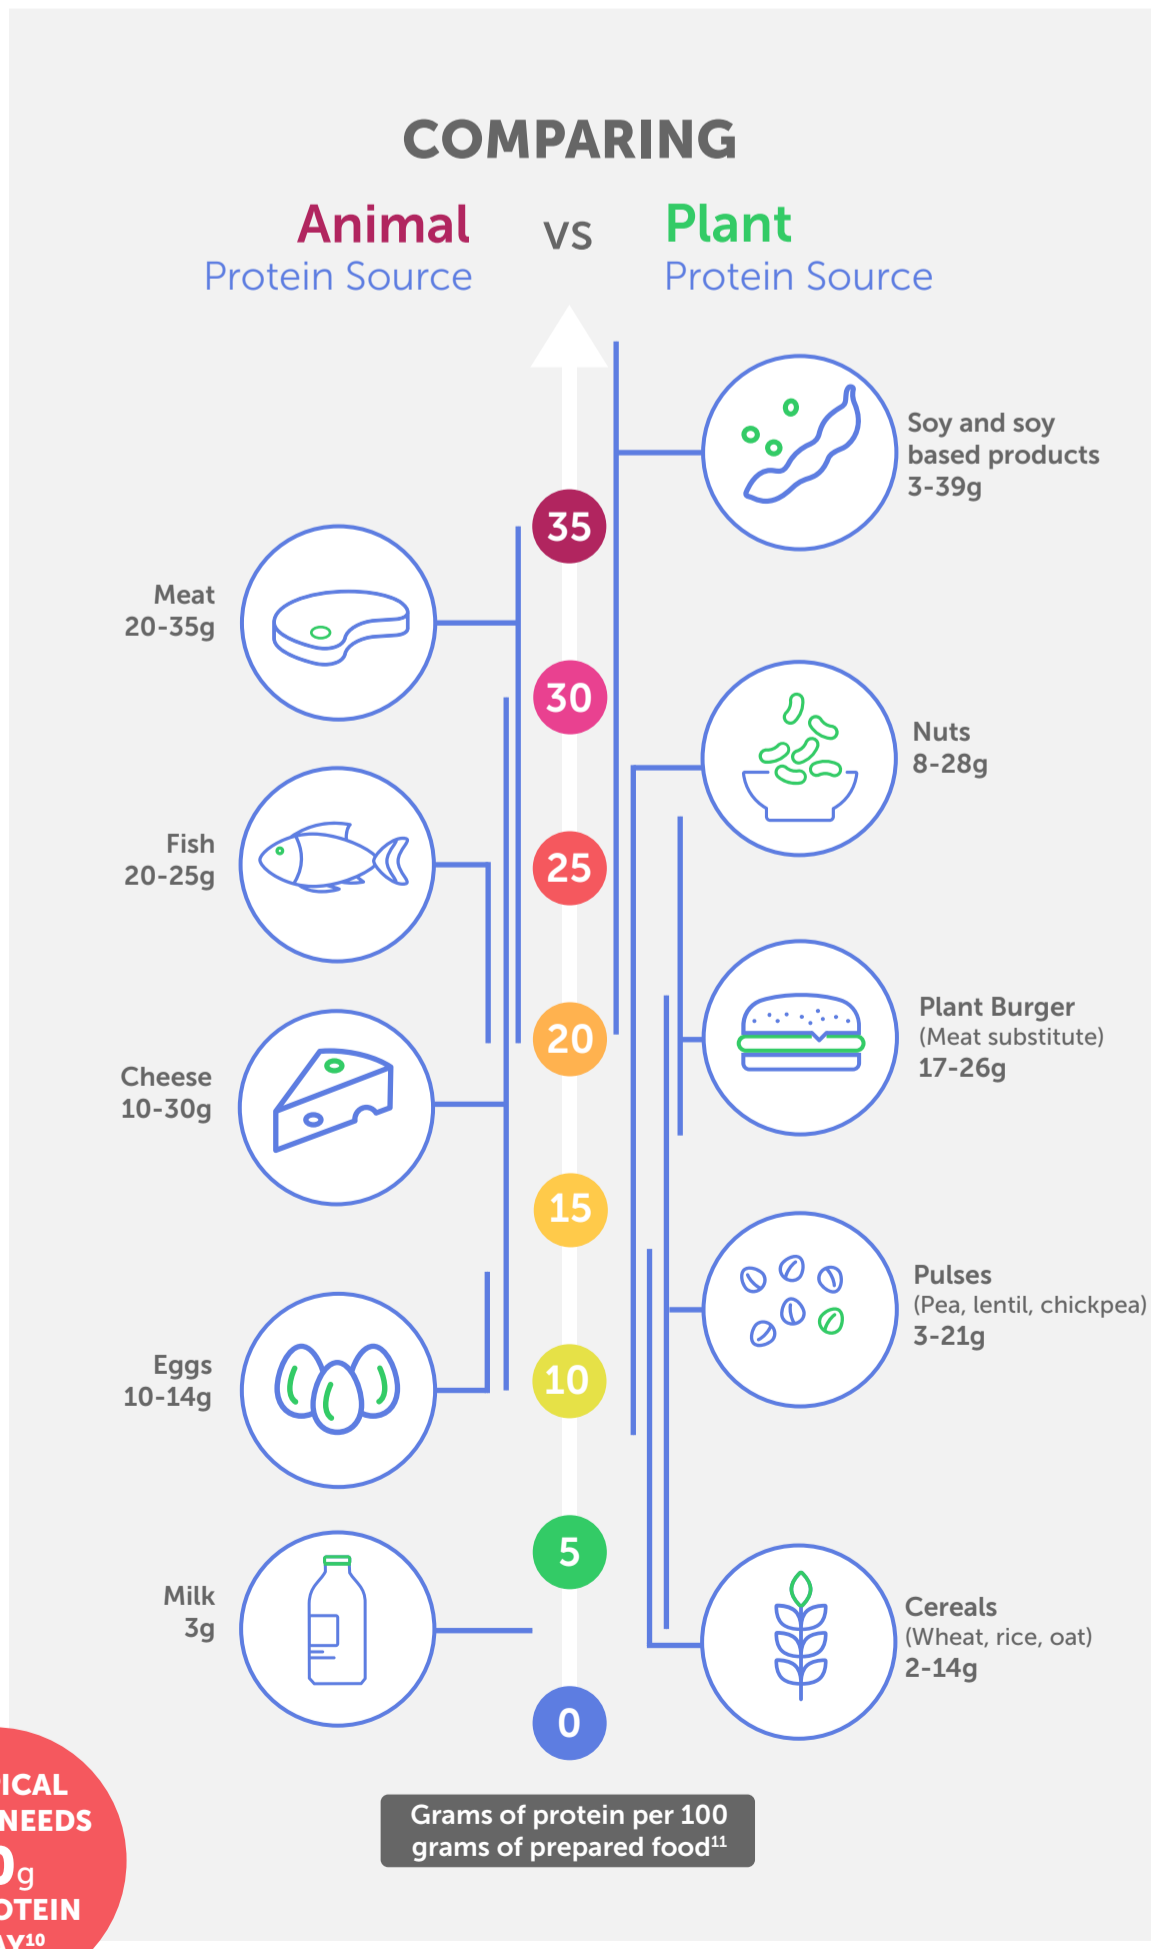 COMPARING
Animal vs Plant
Protein Source Protein Source
Soy and soy
based products
3-39g
35
Meat
20-35g
30
Nuts
8-28g
25
Fish
20-25g
20
Plant Burger
(Meat substitute)
17-26g
Cheese
10-30g
15
Pulses
(Pea, lentil, chickpea)
3-21g
10
Eggs
10-14g
5
Milk
3g
Cereals
(Wheat, rice, oat)
2-14g
0
Grams of protein per 100
grams of prepared food11
NEEDS